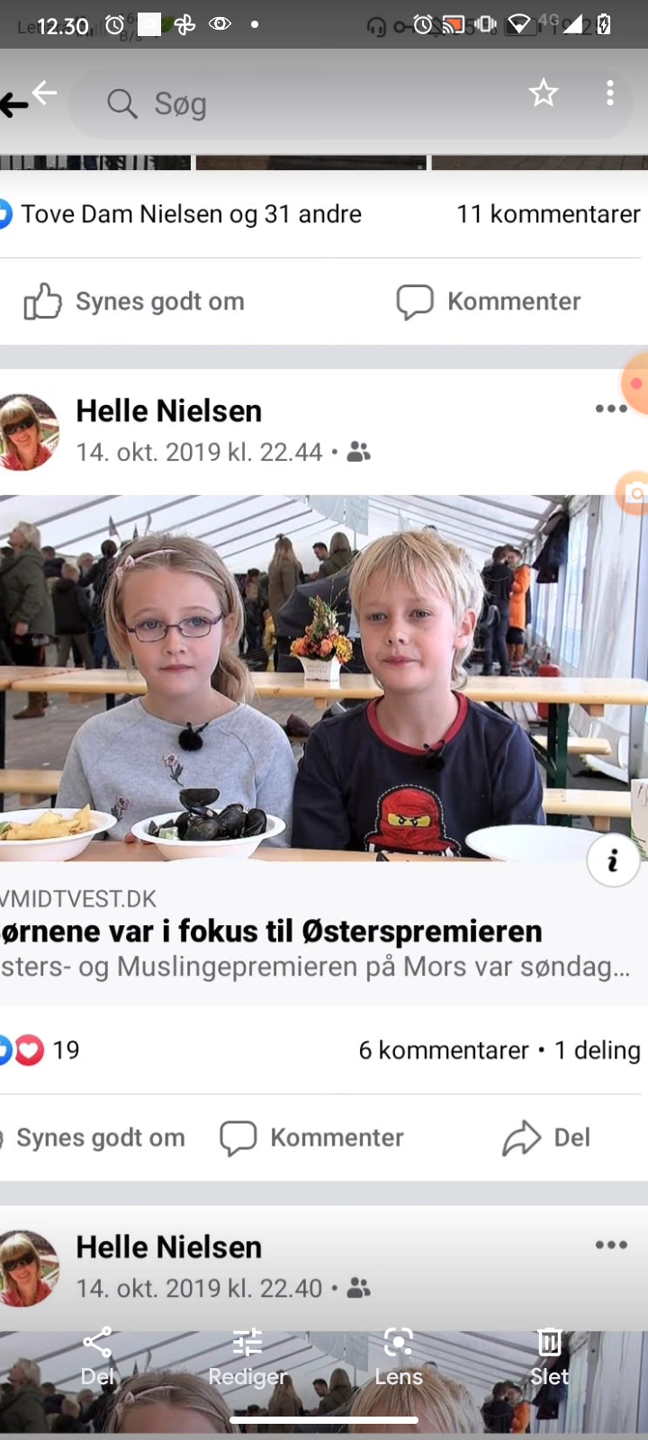 12.30
4G
Søg
Tove Dam Nielsen og 31 andre
11 kommentarer
Synes godt om
Kommenter
Helle Nielsen
14. okt. 2019 kl. 22.44
VMIDTVEST.DK
ørnene var i fokus til Østerspremieren
sters- og Muslingepremieren på Mors var søndag...
19
6 kommentarer • 1 deling
Synes godt om
Kommenter
Del
Helle Nielsen
14. okt. 2019 kl. 22.40
Del
Rediger
Lens
Slet